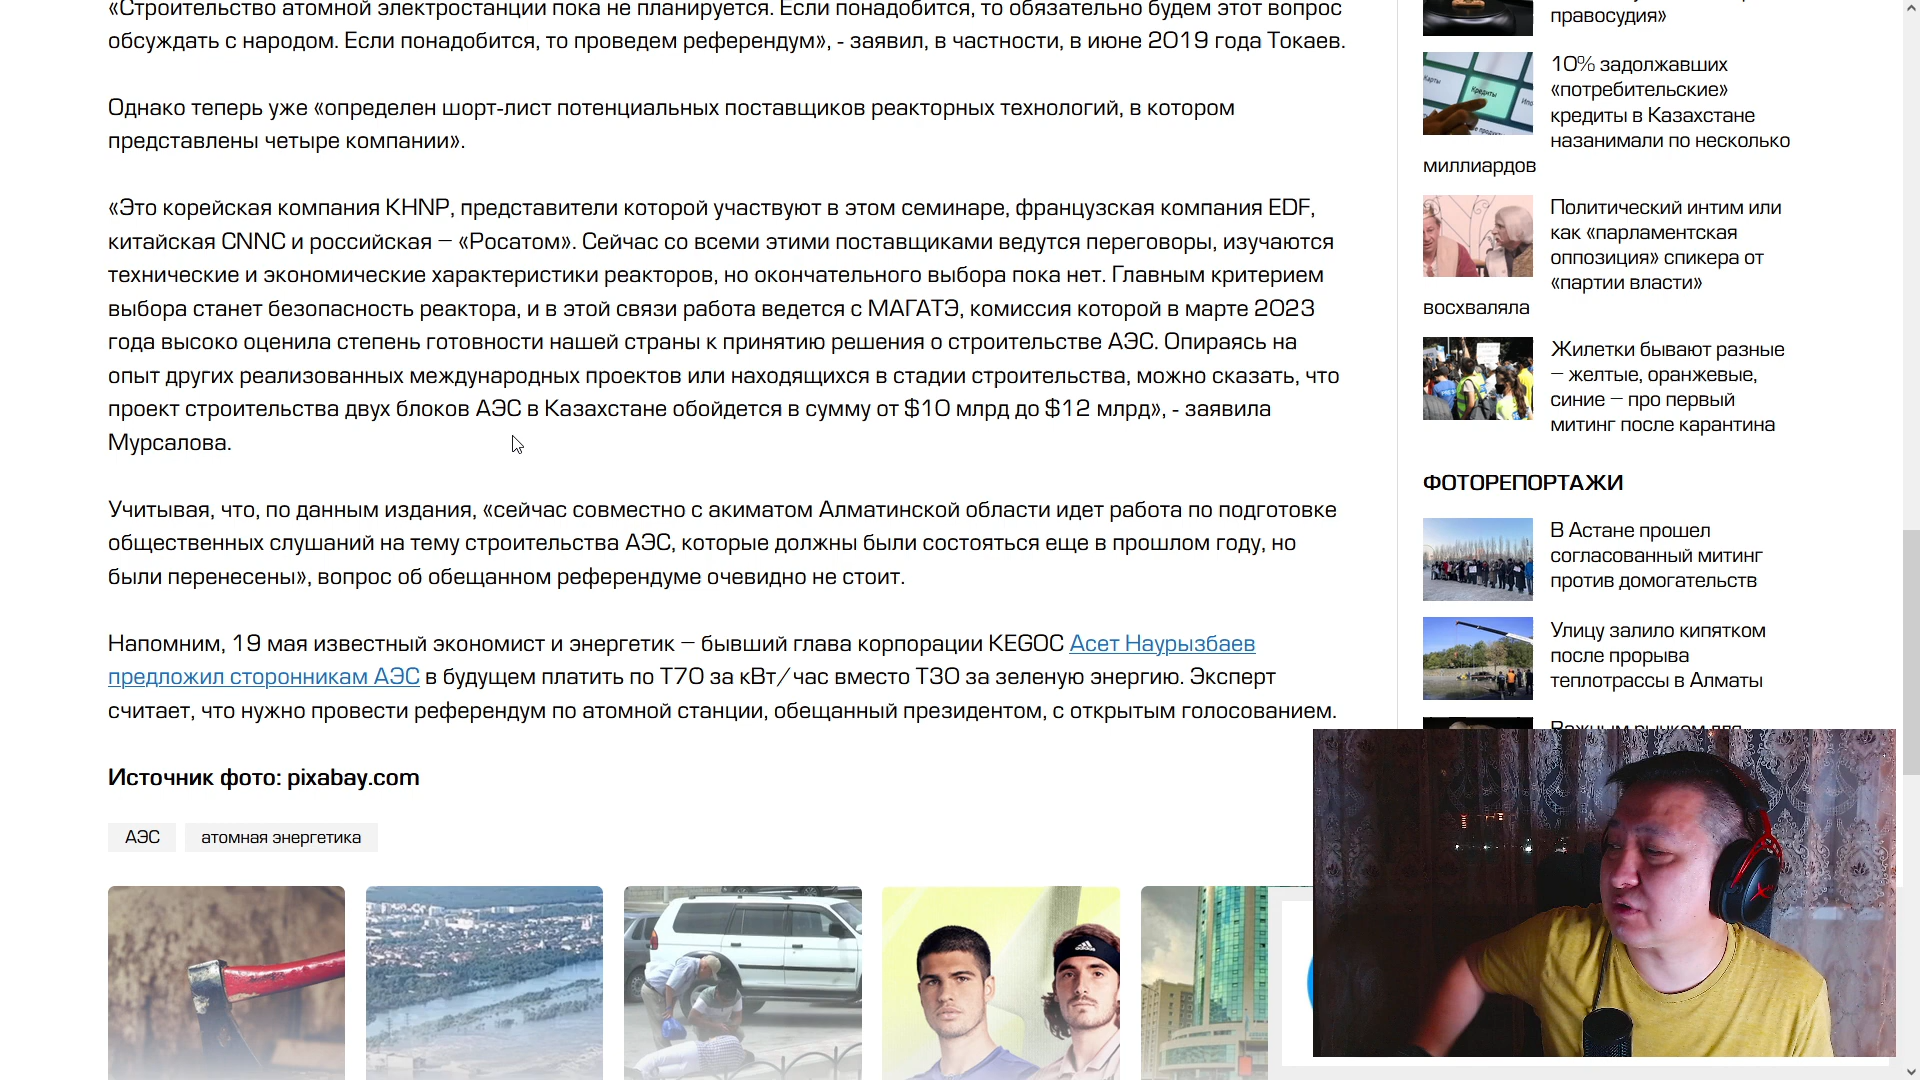 «Строительство атомной электростанции пока не планируется. Если понадобится, то обязательно будем этот вопрос
обсуждать с народом. Если понадобится, то проведем референдум», - заявил, в частности, в июне 2019 года Токаев.
Однако теперь уже «определен шорт-лист потенциальных поставщиков реакторных технологий, в котором
представлены четыре компании».
«Это корейская компания KHNP, представители которой участвуют в этом семинаре, французская компания EDF,
китайская CNNC и российская – «Росатом». Сейчас со всеми этими поставщиками ведутся переговоры, изучаются
технические и экономические характеристики реакторов, но окончательного выбора пока нет. Главным критерием
выбора станет безопасность реактора, и в этой связи работа ведется с МАГАТЭ, комиссия которой в марте 2023
года высоко оценила степень готовности нашей страны к принятию решения о строительстве АЭС. Опираясь на
опыт других реализованных международных проектов или находящихся в стадии строительства, можно сказать, что
проект строительства двух блоков АЭС в Казахстане обойдется в сумму от $10 млрд до $12 млрд», - заявила
Мурсалова.
Учитывая, что, по данным издания, «сейчас совместно с акиматом Алматинской области идет работа по подготовке
общественных слушаний на тему строительства АЭС, которые должны были состояться еще в прошлом году, но
были перенесены», вопрос об обещанном референдуме очевидно не стоит.
Напомним, 19 мая известный экономист и энергетик – бывший глава корпорации KEGOC Асет Наурызбаев
предложил сторонникам АЭС в будущем платить по Т70 за кВт/час вместо Т30 за зеленую энергию. Эксперт
считает, что нужно провести референдум по атомной станции, обещанный президентом, с открытым голосованием.
Источник фото: pixabay.com
АЭС
атомная энергетика
правосудия»
Карты
Кредиты
10% задолжавших
«потребительские»
кредиты в Казахстане
назанимали по несколько
миллиардов
Политический интим или
как «парламентская
оппозиция» спикера от
«партии власти»
восхваляла
Жилетки бывают разные
– желтые, оранжевые,
синие – про первый
митинг после карантина
ФОТОРЕПОРТАЖИ
В Астане прошел
согласованный митинг
против домогательств
Улицу залило кипятком
после прорыва
теплотрассы в Алматы
Важным рынком для